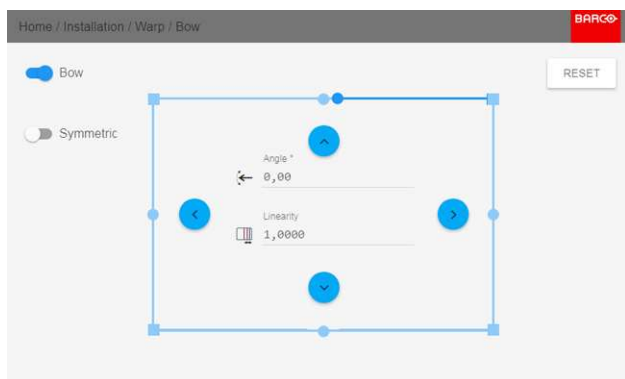 Home / Installation / Warp / Bow
BARCO
Bow
RESET
Symmetric
Angle *
0,00
Linearity
1,0000